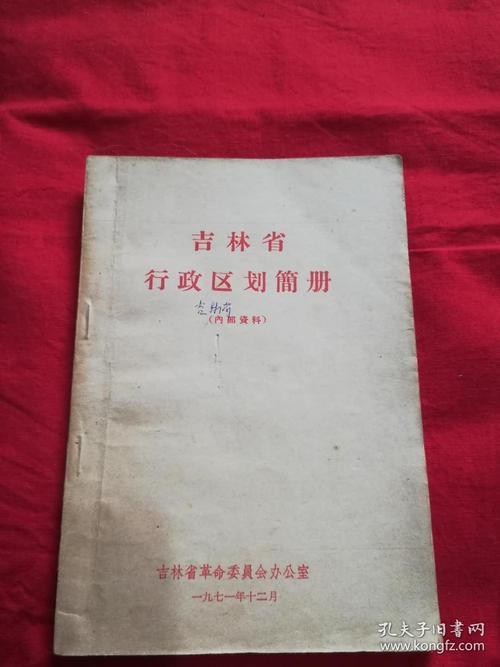 吉林省
行政区划簡册
(內部資料)
吉林省革命委員会办公室
一九七一年十二月
孔夫子旧书网
www.kongfz.com